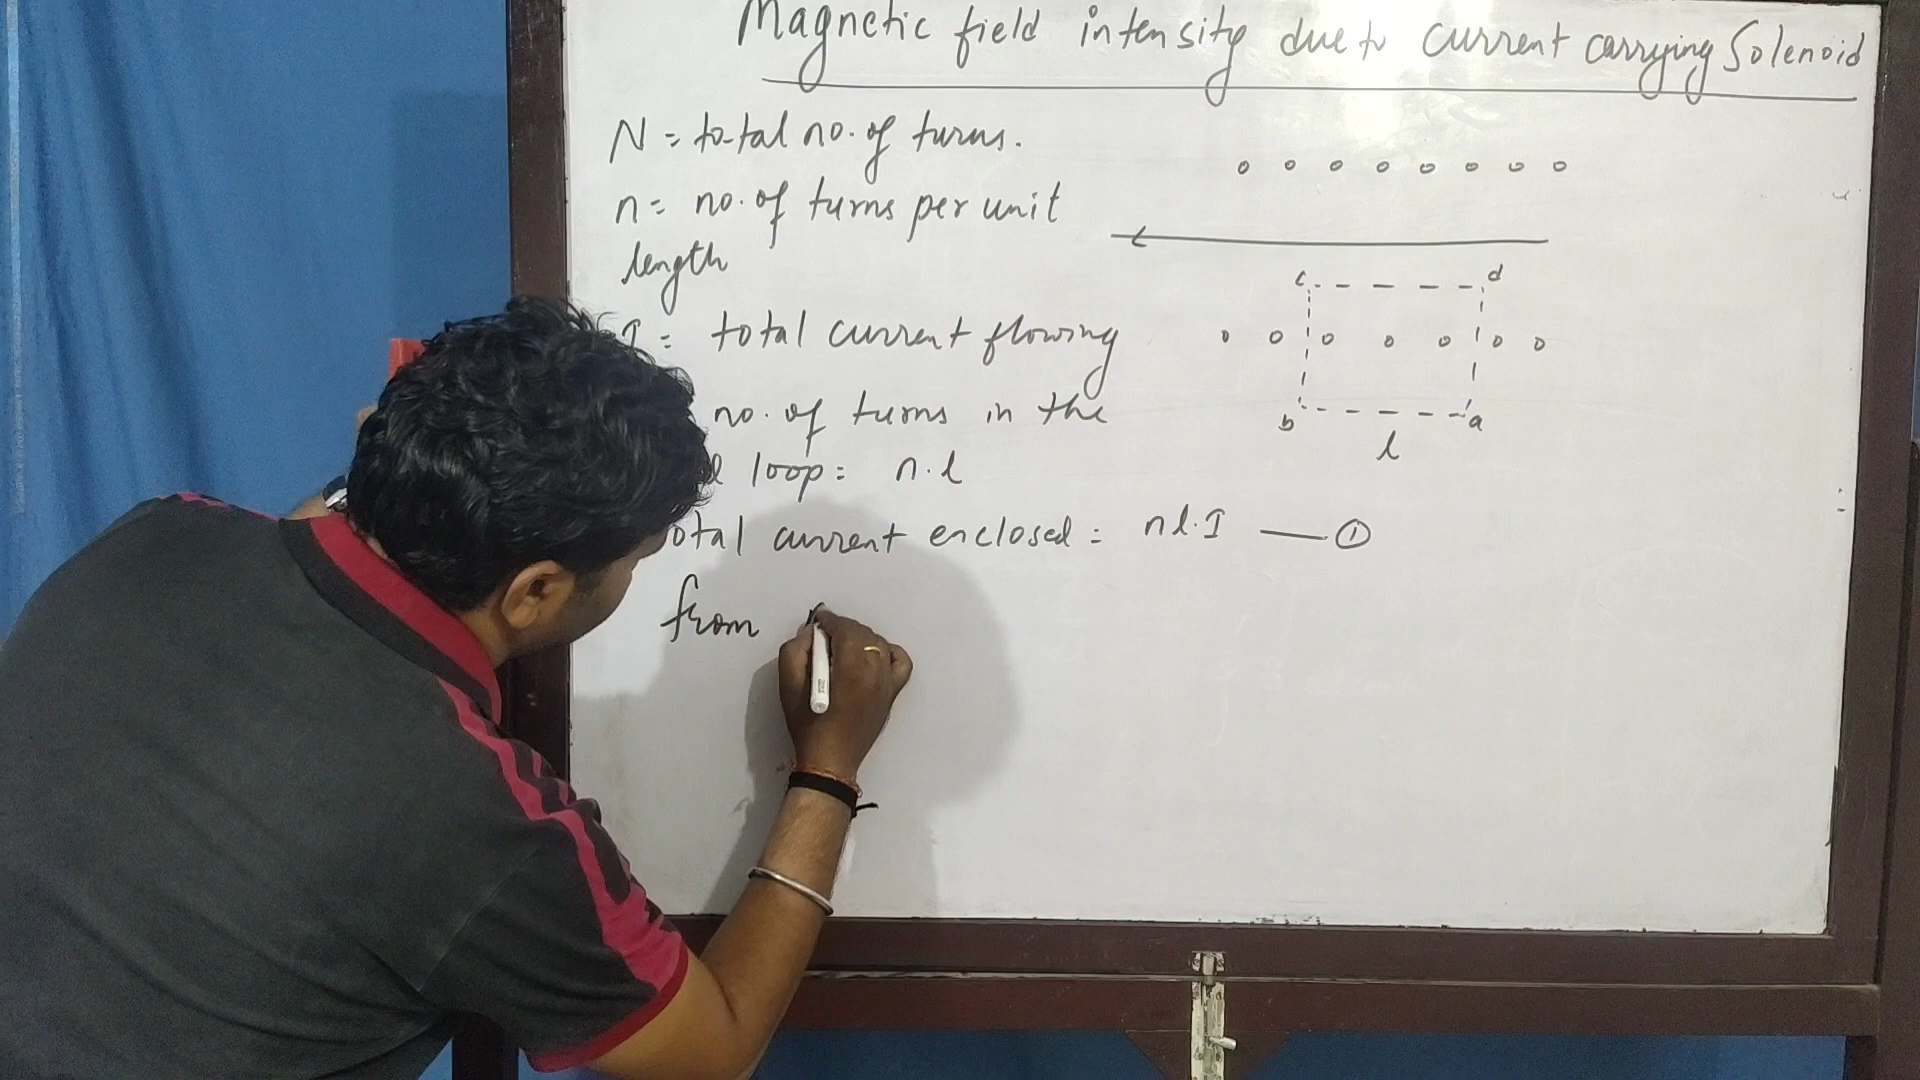 Magnetic field intensity due to current carrying Solenoid
N = total no. of turns.
n = no. of turns per unit
length
I = total current flowing
no. of turns in the
loop = n.l
total current enclosed = nl.I — ①
from
c d
b a
l